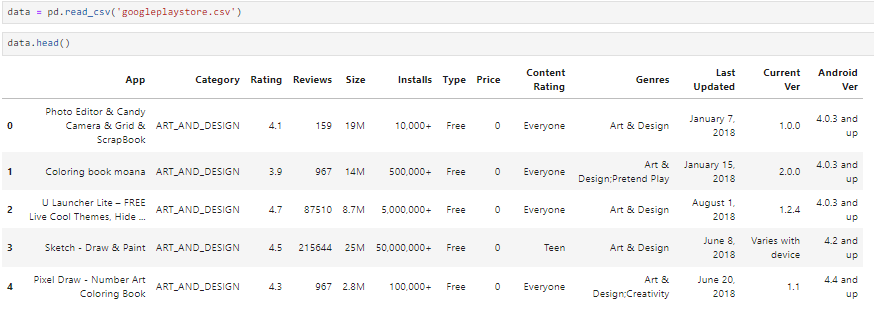 data = pd.read_csv('googleplaystore.csv')
data.head()
App Category Rating Reviews Size Installs Type Price Content Rating Genres Last Updated Current Ver Android Ver
0 Photo Editor & Candy Camera & Grid & ScrapBook ART_AND_DESIGN 4.1 159 19M 10,000+ Free 0 Everyone Art & Design January 7, 2018 1.0.0 4.0.3 and up
1 Coloring book moana ART_AND_DESIGN 3.9 967 14M 500,000+ Free 0 Everyone Art & Design;Pretend Play January 15, 2018 2.0.0 4.0.3 and up
2 U Launcher Lite – FREE Live Cool Themes, Hide ... ART_AND_DESIGN 4.7 87510 8.7M 5,000,000+ Free 0 Everyone Art & Design August 1, 2018 1.2.4 4.0.3 and up
3 Sketch - Draw & Paint ART_AND_DESIGN 4.5 215644 25M 50,000,000+ Free 0 Teen Art & Design June 8, 2018 Varies with device 4.2 and up
4 Pixel Draw - Number Art Coloring Book ART_AND_DESIGN 4.3 967 2.8M 100,000+ Free 0 Everyone Art & Design;Creativity June 20, 2018 1.1 4.4 and up